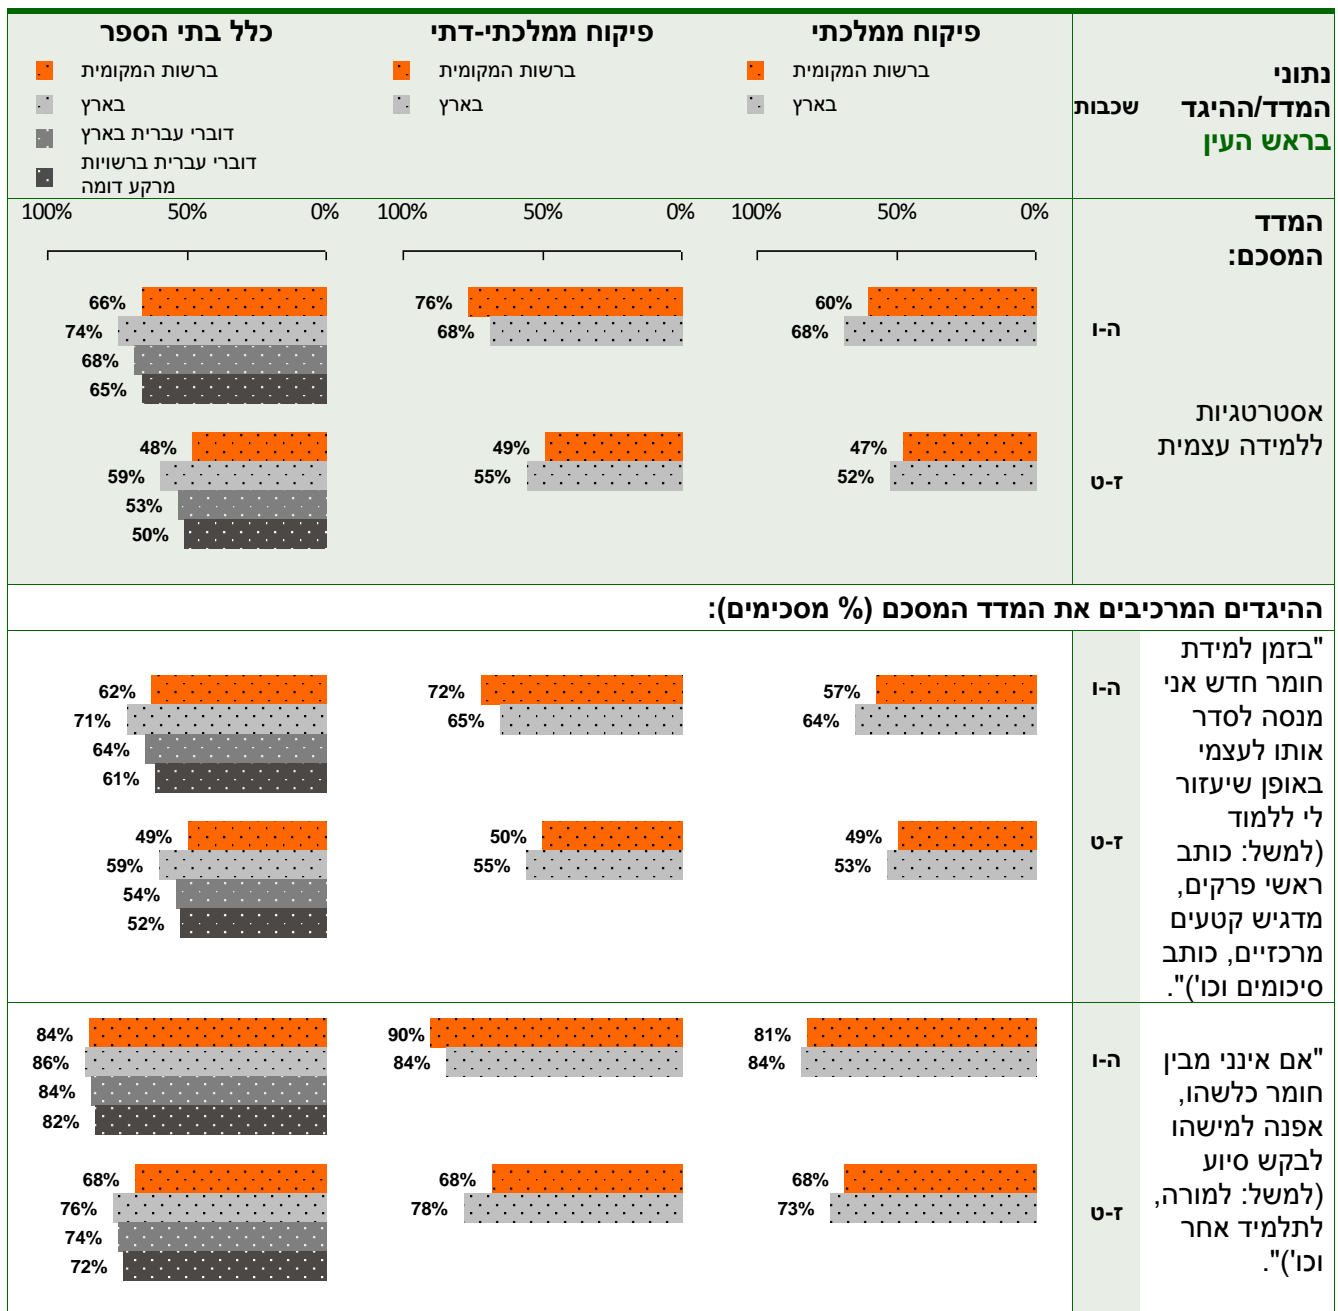 נתוני
המדד/ההיגד
בראש העין
שכבות
פיקוח ממלכתי
ברשות המקומית
בארץ
פיקוח ממלכתי-דתי
ברשות המקומית
בארץ
כלל בתי הספר
ברשות המקומית
בארץ
דוברי עברית בארץ
דוברי עברית ברשויות
מרקע דומה
המדד
המסכם:
0% 50% 100%
0% 50% 100%
0% 50% 100%
אסטרטגיות
ללמידה עצמית
ה-ו
60%
68%
76%
68%
66%
74%
68%
65%
ז-ט
47%
52%
49%
55%
48%
59%
53%
50%
ההיגדים המרכיבים את המדד המסכם (% מסכימים):
"בזמן למידת
חומר חדש אני
מנסה לסדר
אותו לעצמי
באופן שיעזור
לי ללמוד
(למשל: כותב
ראשי פרקים,
מדגיש קטעים
מרכזיים, כותב
סיכומים וכו')".
ה-ו
57%
64%
72%
65%
62%
71%
64%
61%
ז-ט
49%
53%
50%
55%
49%
59%
54%
52%
"אם אינני מבין
חומר כלשהו,
אפנה למישהו
לבקש סיוע
(למשל: למורה,
לתלמיד אחר
וכו')".
ה-ו
81%
84%
90%
84%
84%
86%
84%
82%
ז-ט
68%
73%
68%
78%
68%
76%
74%
72%